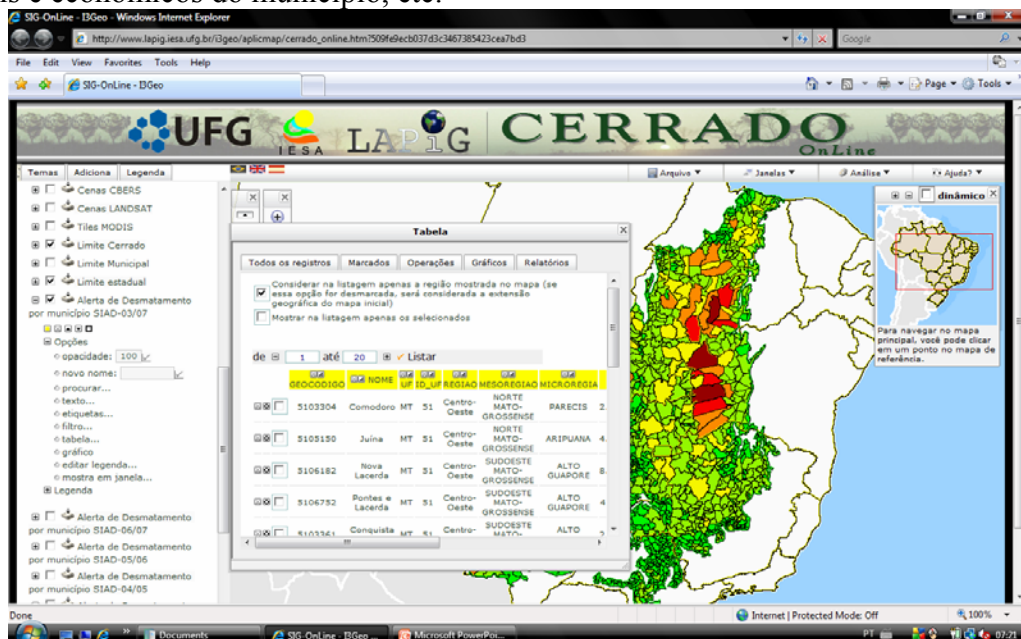 is e econômicos do município, etc.
SIG-OnLine - I3Geo - Windows Internet Explorer
http://www.lapig.iesa.ufg.br/i3geo/aplicmap/cerrado_online.htm?509fe9ecb037d3c3467385423cea7bd3
Google
File Edit View Favorites Tools Help
SIG-OnLine - I3Geo
Page Tools
UFG IESA LAPIG CERRADO
OnLine
Temas Adiciona Legenda
Arquivo Janelas Análise Ajuda?
Cenas CBERS
Cenas LANDSAT
Tiles MODIS
Limite Cerrado
Limite Municipal
Limite estadual
Alerta de Desmatamento
por município SIAD-03/07
Opções
opacidade: 100
novo nome:
procurar...
texto...
etiquetas...
filtro...
tabela...
gráfico
editar legenda...
mostra em janela...
Legenda
Alerta de Desmatamento
por município SIAD-06/07
Alerta de Desmatamento
por município SIAD-05/06
Alerta de Desmatamento
por município SIAD-04/05
Tabela
Todos os registros Marcados Operações Gráficos Relatórios
Considerar na listagem apenas a região mostrada no mapa (se
essa opção for desmarcada, será considerada a extensão
geográfica do mapa inicial)
Mostrar na listagem apenas os selecionados
de 1 até 20 Listar
GEOCODIGO NOME UF ID_UF REGIAO MESOREGIAO MICROREGIA
5103304 Comodoro MT 51 Centro-Oeste NORTE MATO-GROSSENSE PARECIS 2.
5105150 Juína MT 51 Centro-Oeste NORTE MATO-GROSSENSE ARIPUANA 4.
5106182 Nova Lacerda MT 51 Centro-Oeste SUDOESTE MATO-GROSSENSE ALTO GUAPORE 8.
5106752 Pontes e Lacerda MT 51 Centro-Oeste SUDOESTE MATO-GROSSENSE ALTO GUAPORE 4
5103361 Conquista MT 51 Centro- SUDOESTE MATO- ALTO
dinâmico
Para navegar no mapa
principal, você pode clicar
em um ponto no mapa de
referência.
Done
Internet | Protected Mode: Off 100%
Documents SIG-OnLine - I3Geo ... Microsoft PowerPoi... PT 07:21